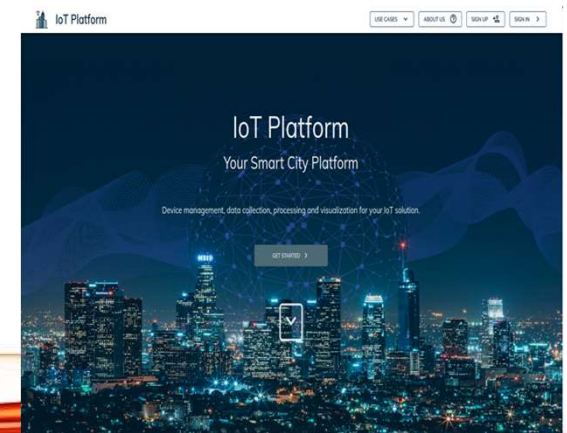 IoT Platform
USE CASES
ABOUT US
SIGN UP
SIGN IN
IoT Platform
Your Smart City Platform
Device management, data collection, processing and visualization for your IoT solution.
GET STARTED